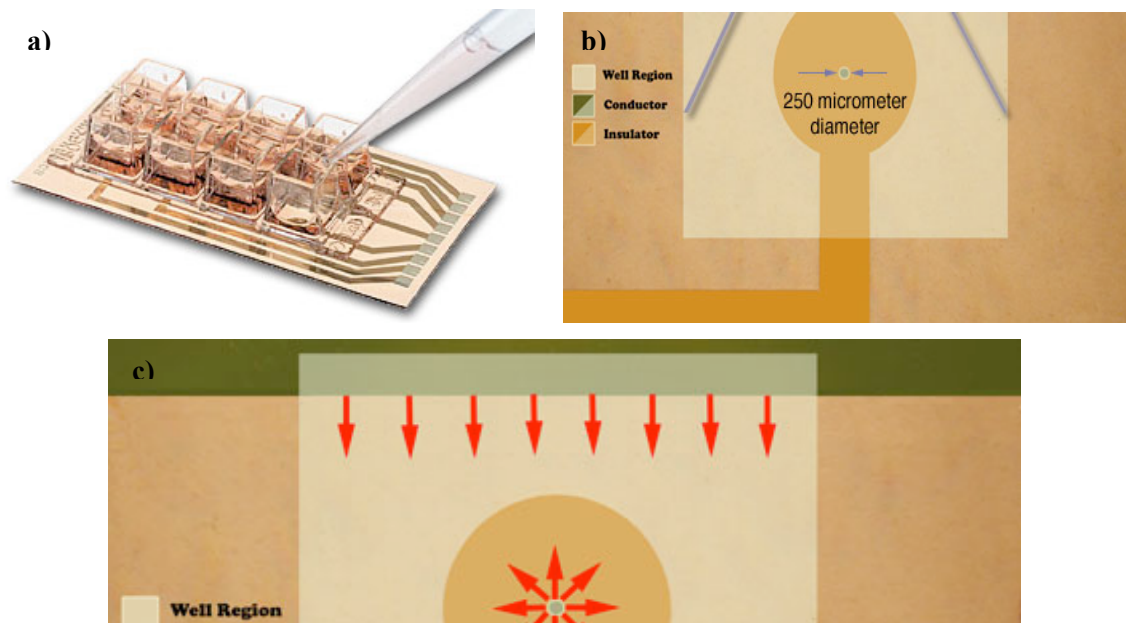 a)
b)
Well Region
Conductor
Insulator
250 micrometer
diameter
c)
Well Region